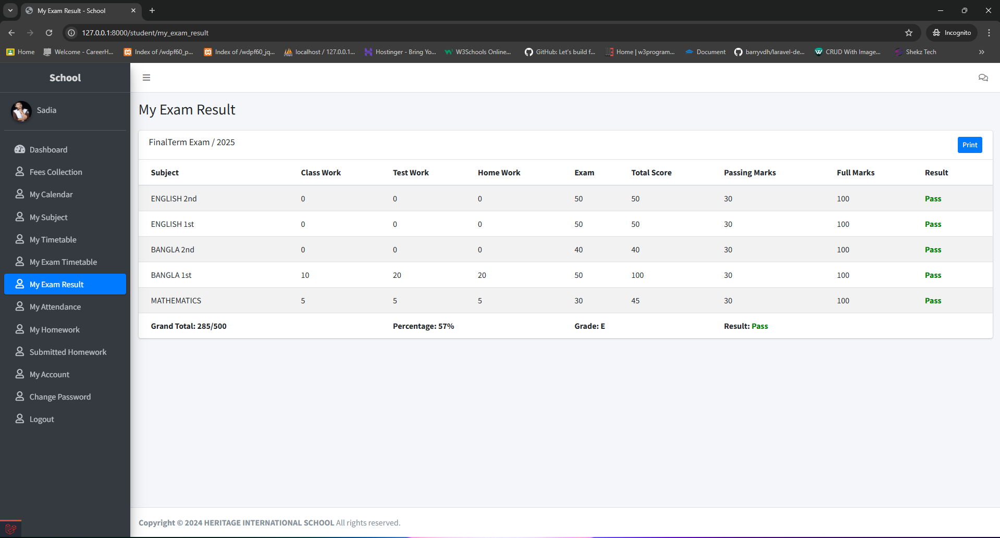 My Exam Result - School
127.0.0.1:8000/student/my_exam_result
Incognito
Home
Welcome - CareerH...
Index of /wdpf60_p...
Index of /wdpf60_jq...
localhost / 127.0.0.1...
Hostinger - Bring Yo...
W3Schools Online...
GitHub: Let's build f...
Home | w3program...
Document
barryvdh/laravel-de...
CRUD With Image...
Shekz Tech
School
Sadia
Dashboard
Fees Collection
My Calendar
My Subject
My Timetable
My Exam Timetable
My Exam Result
My Attendance
My Homework
Submitted Homework
My Account
Change Password
Logout
My Exam Result
FinalTerm Exam / 2025
Print
Subject Class Work Test Work Home Work Exam Total Score Passing Marks Full Marks Result
ENGLISH 2nd 0 0 0 50 50 30 100 Pass
ENGLISH 1st 0 0 0 50 50 30 100 Pass
BANGLA 2nd 0 0 0 40 40 30 100 Pass
BANGLA 1st 10 20 20 50 100 30 100 Pass
MATHEMATICS 5 5 5 30 45 30 100 Pass
Grand Total: 285/500 Percentage: 57% Grade: E Result: Pass
Copyright © 2024 HERITAGE INTERNATIONAL SCHOOL All rights reserved.